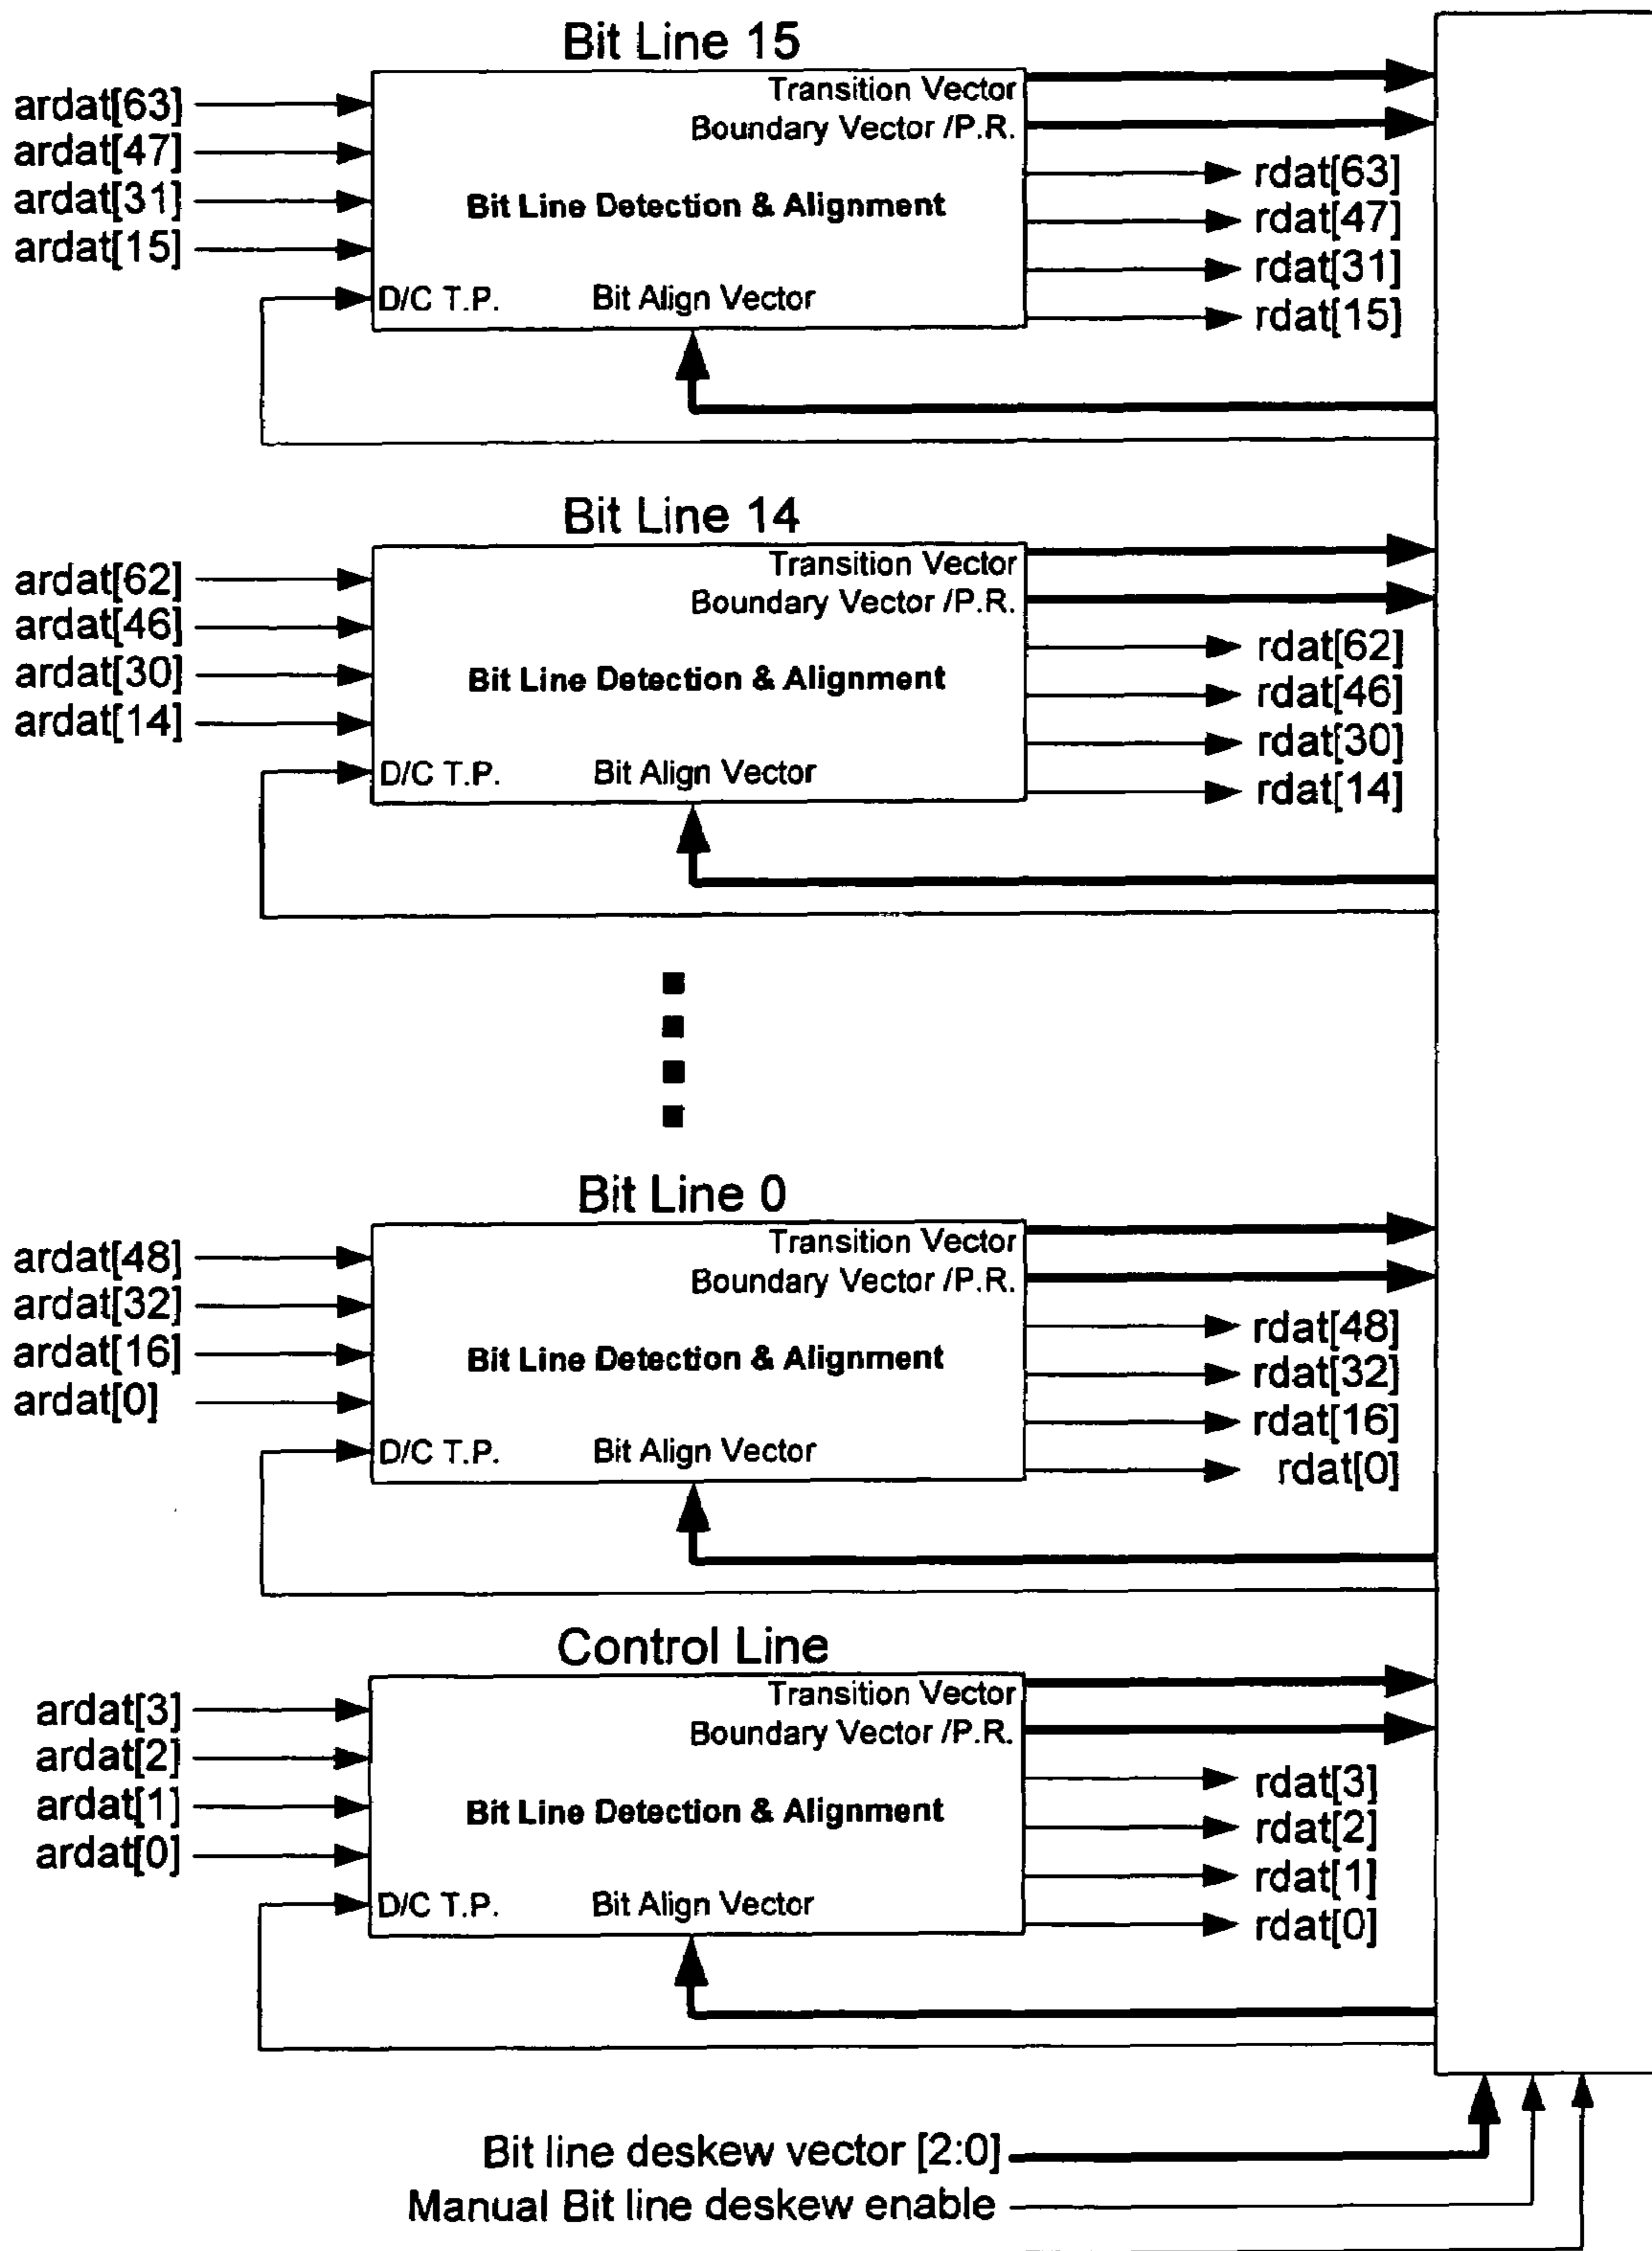 Bit Line 15
ardat[63]
ardat[47]
ardat[31]
ardat[15]
Transition Vector
Boundary Vector /P.R.
Bit Line Detection & Alignment
D/C T.P.
Bit Align Vector
rdat[63]
rdat[47]
rdat[31]
rdat[15]
Bit Line 14
ardat[62]
ardat[46]
ardat[30]
ardat[14]
Transition Vector
Boundary Vector /P.R.
Bit Line Detection & Alignment
D/C T.P.
Bit Align Vector
rdat[62]
rdat[46]
rdat[30]
rdat[14]
Bit Line 0
ardat[48]
ardat[32]
ardat[16]
ardat[0]
Transition Vector
Boundary Vector /P.R.
Bit Line Detection & Alignment
D/C T.P.
Bit Align Vector
rdat[48]
rdat[32]
rdat[16]
rdat[0]
Control Line
ardat[3]
ardat[2]
ardat[1]
ardat[0]
Transition Vector
Boundary Vector /P.R.
Bit Line Detection & Alignment
D/C T.P.
Bit Align Vector
rdat[3]
rdat[2]
rdat[1]
rdat[0]
Bit line deskew vector [2:0]
Manual Bit line deskew enable